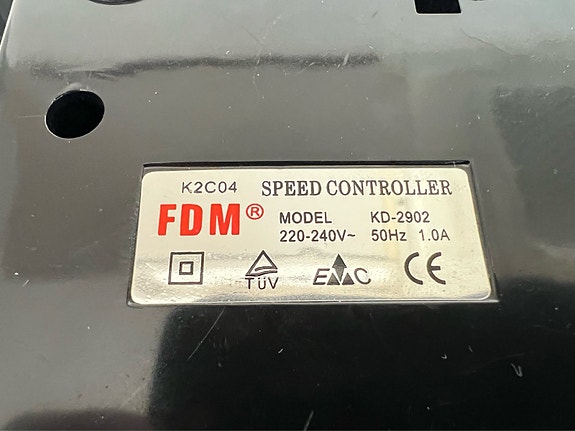 K2C04 SPEED CONTROLLER
FDM® MODEL KD-2902
220-240V~ 50Hz 1.0A
TÜV EMC CE